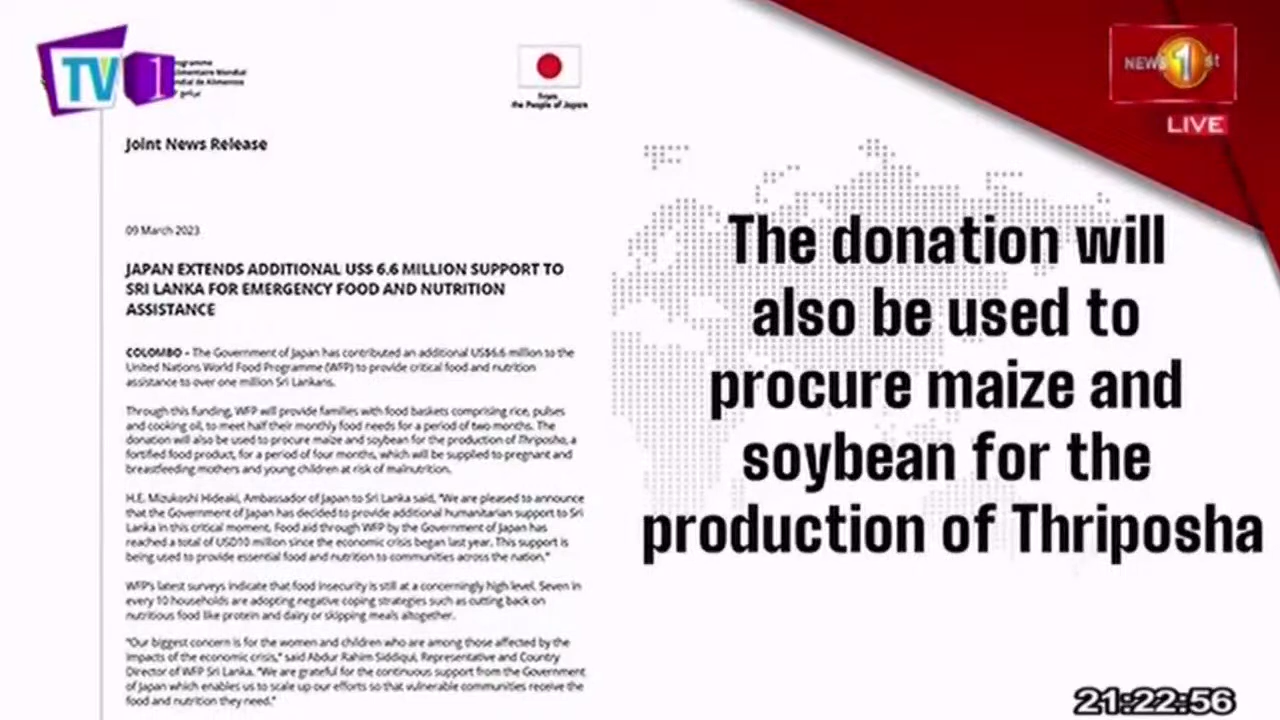 TV 1
ogramme
limentaire Mondial
ndial de Alimentos
From
the People of Japan
NEWS 1st
LIVE
Joint News Release
09 March 2023
JAPAN EXTENDS ADDITIONAL US$ 6.6 MILLION SUPPORT TO
SRI LANKA FOR EMERGENCY FOOD AND NUTRITION
ASSISTANCE
COLOMBO – The Government of Japan has contributed an additional US$6.6 million to the
United Nations World Food Programme (WFP) to provide critical food and nutrition
assistance to over one million Sri Lankans.
Through this funding, WFP will provide families with food baskets comprising rice, pulses
and cooking oil, to meet half their monthly food needs for a period of two months. The
donation will also be used to procure maize and soybean for the production of Thriposha, a
fortified food product, for a period of four months, which will be supplied to pregnant and
breastfeeding mothers and young children at risk of malnutrition.
H.E. Mizukoshi Hideaki, Ambassador of Japan to Sri Lanka said, "We are pleased to announce
that the Government of Japan has decided to provide additional humanitarian support to Sri
Lanka in this critical moment. Food aid through WFP by the Government of Japan has
reached a total of USD10 million since the economic crisis began last year. This support is
being used to provide essential food and nutrition to communities across the nation."
WFP's latest surveys indicate that food insecurity is still at a concerningly high level. Seven in
every 10 households are adopting negative coping strategies such as cutting back on
nutritious food like protein and dairy or skipping meals altogether.
"Our biggest concern is for the women and children who are among those affected by the
impacts of the economic crisis," said Abdur Rahim Siddiqui, Representative and Country
Director of WFP Sri Lanka. "We are grateful for the continuous support from the Government
of Japan which enables us to scale up our efforts so that vulnerable communities receive the
food and nutrition they need."
The donation will
also be used to
procure maize and
soybean for the
production of Thriposha
21:22:56